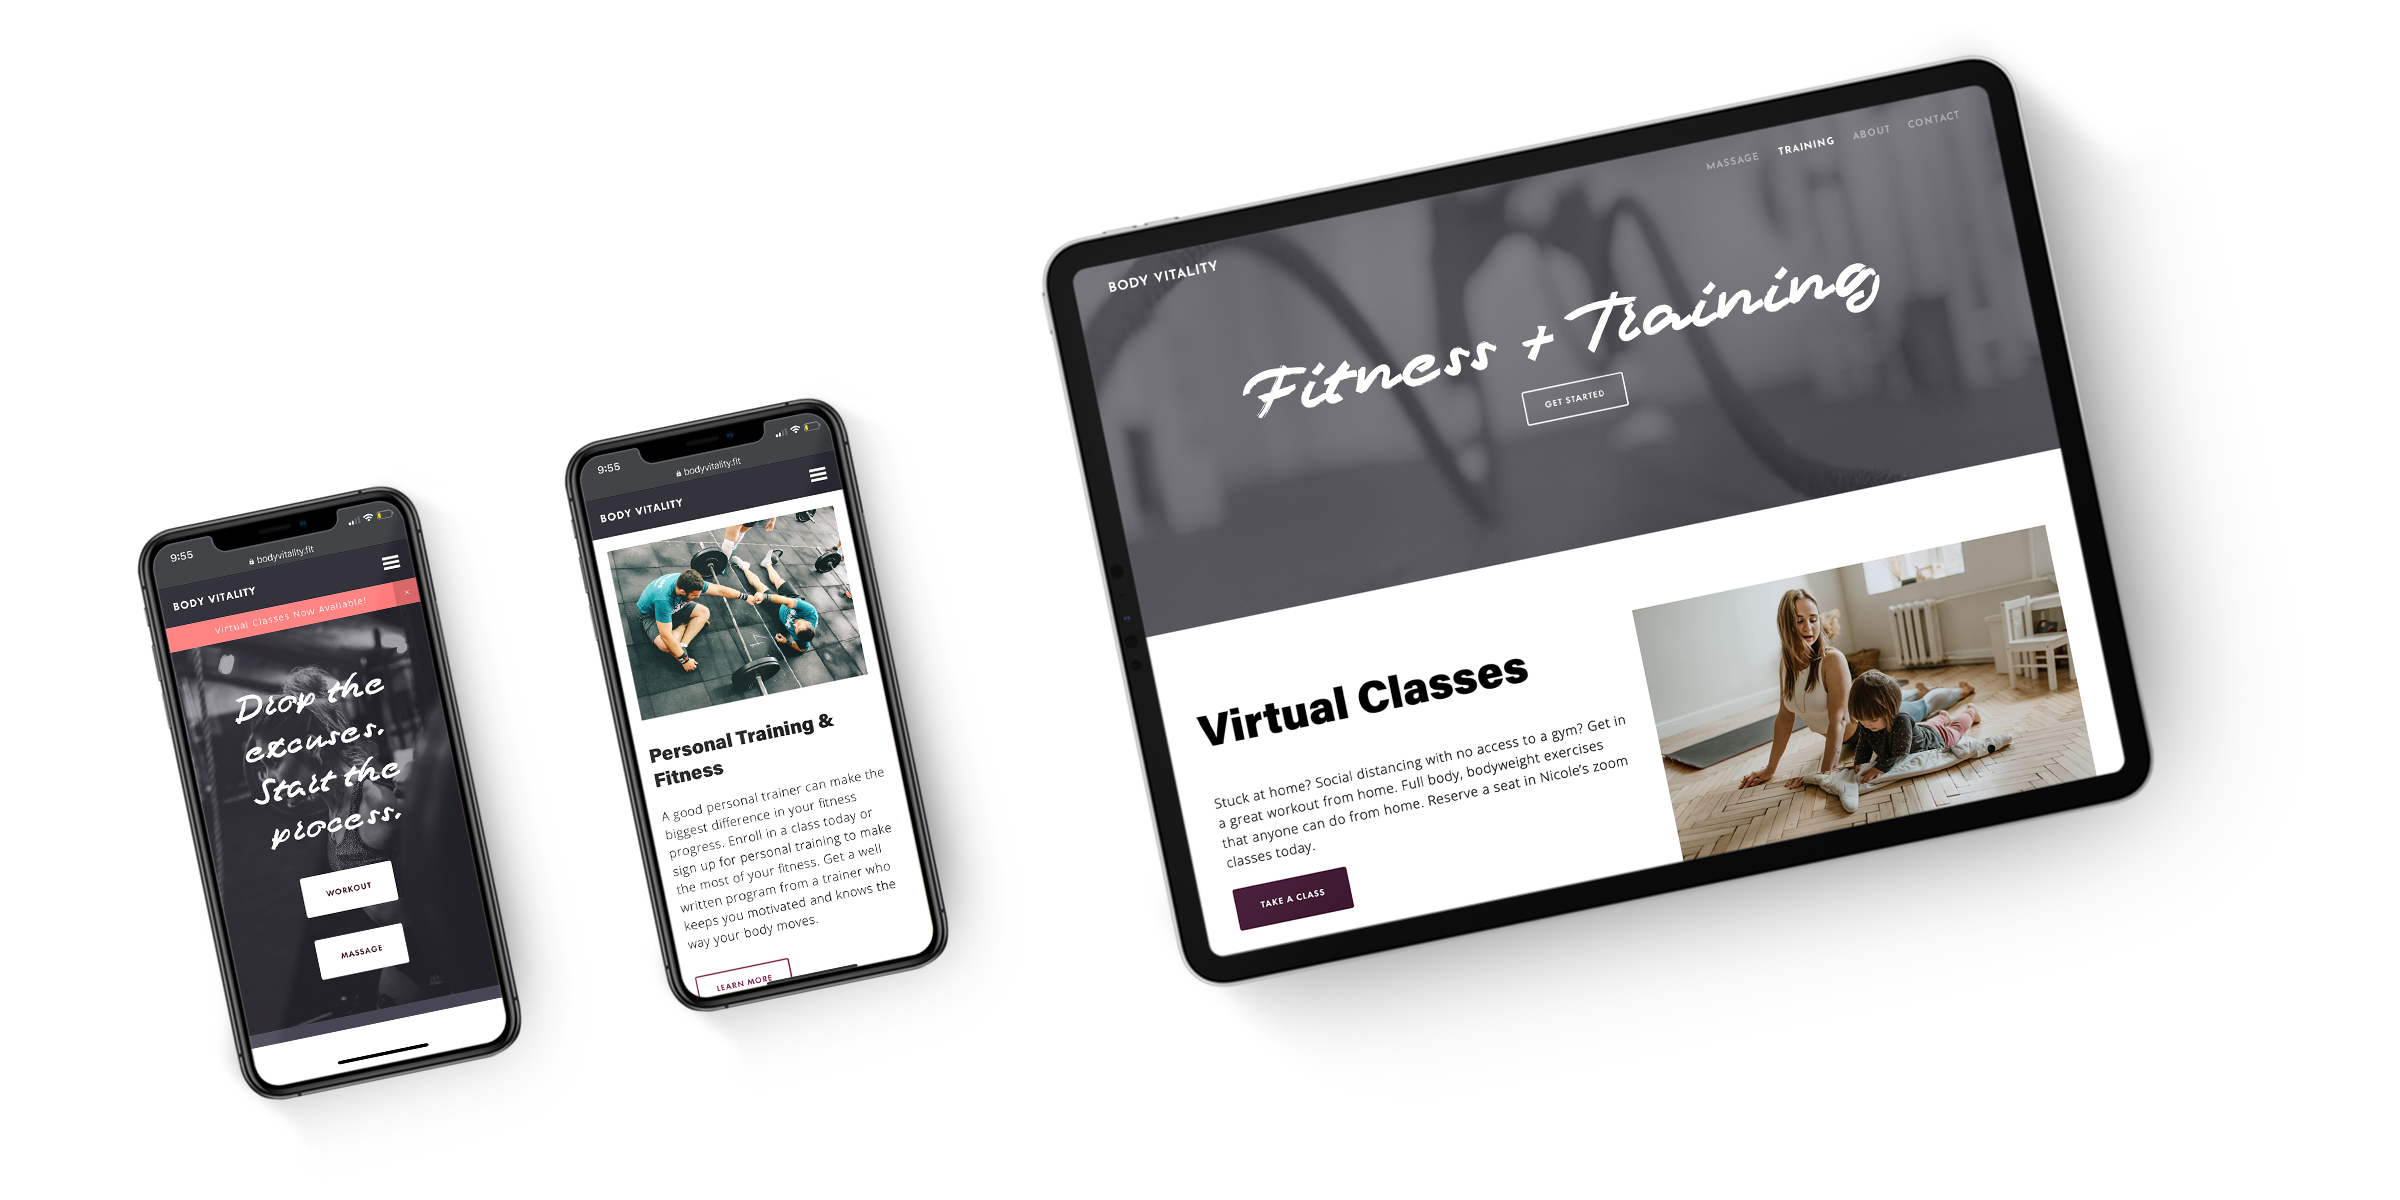 9:55
bodyvitality.fit
BODY VITALITY
Virtual Classes Now Available!
×
Drop the
excuses.
Start the
process.
WORKOUT
MASSAGE
9:55
bodyvitality.fit
BODY VITALITY
Personal Training &
Fitness
A good personal trainer can make the
biggest difference in your fitness
progress. Enroll in a class today or
sign up for personal training to make
the most of your fitness. Get a well
written program from a trainer who
keeps you motivated and knows the
way your body moves.
LEARN MORE
MASSAGE TRAINING ABOUT CONTACT
BODY VITALITY
Fitness + Training
GET STARTED
Virtual Classes
Stuck at home? Social distancing with no access to a gym? Get in
a great workout from home. Full body, bodyweight exercises
that anyone can do from home. Reserve a seat in Nicole's zoom
classes today.
TAKE A CLASS